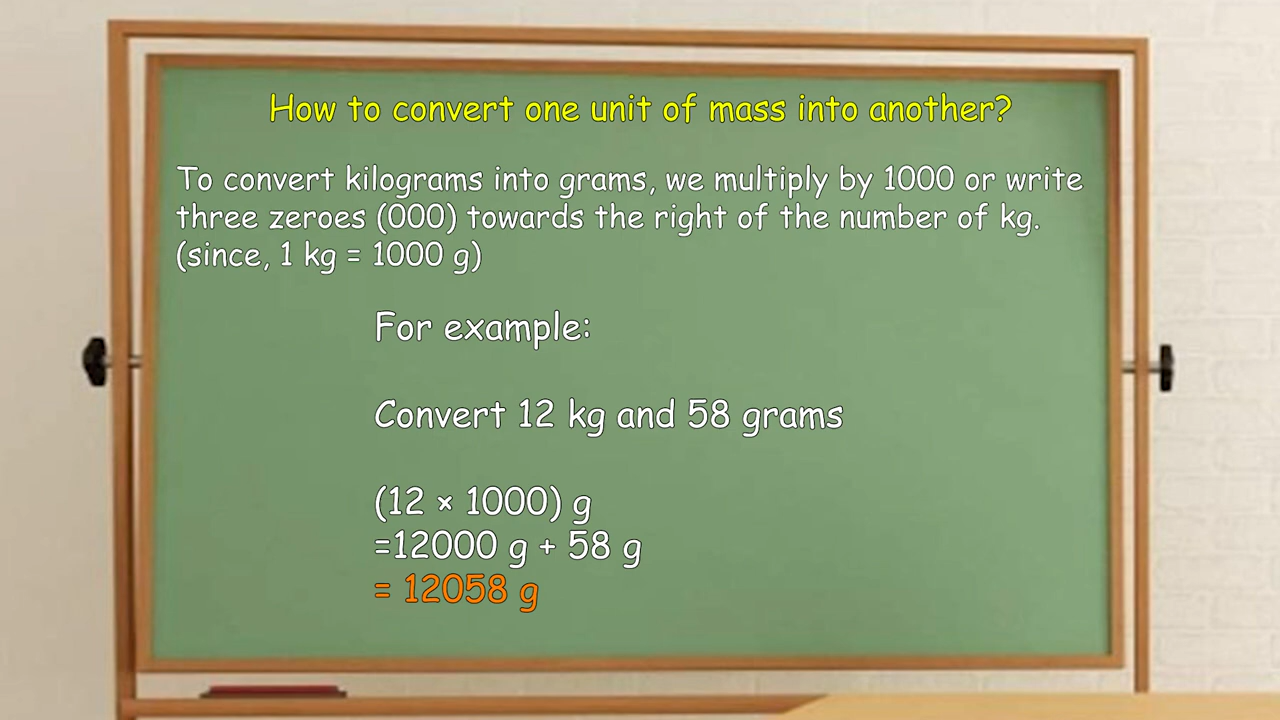 How to convert one unit of mass into another?
To convert kilograms into grams, we multiply by 1000 or write
three zeroes (000) towards the right of the number of kg.
(since, 1 kg = 1000 g)
For example:
Convert 12 kg and 58 grams
(12 × 1000) g
=12000 g + 58 g
= 12058 g